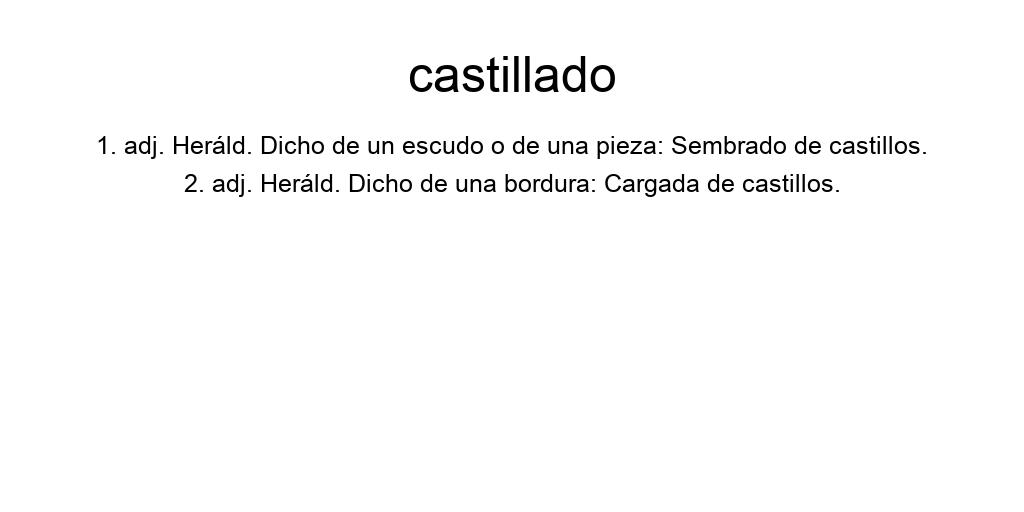 castillado
1. adj. Heráld. Dicho de un escudo o de una pieza: Sembrado de castillos.
2. adj. Heráld. Dicho de una bordura: Cargada de castillos.